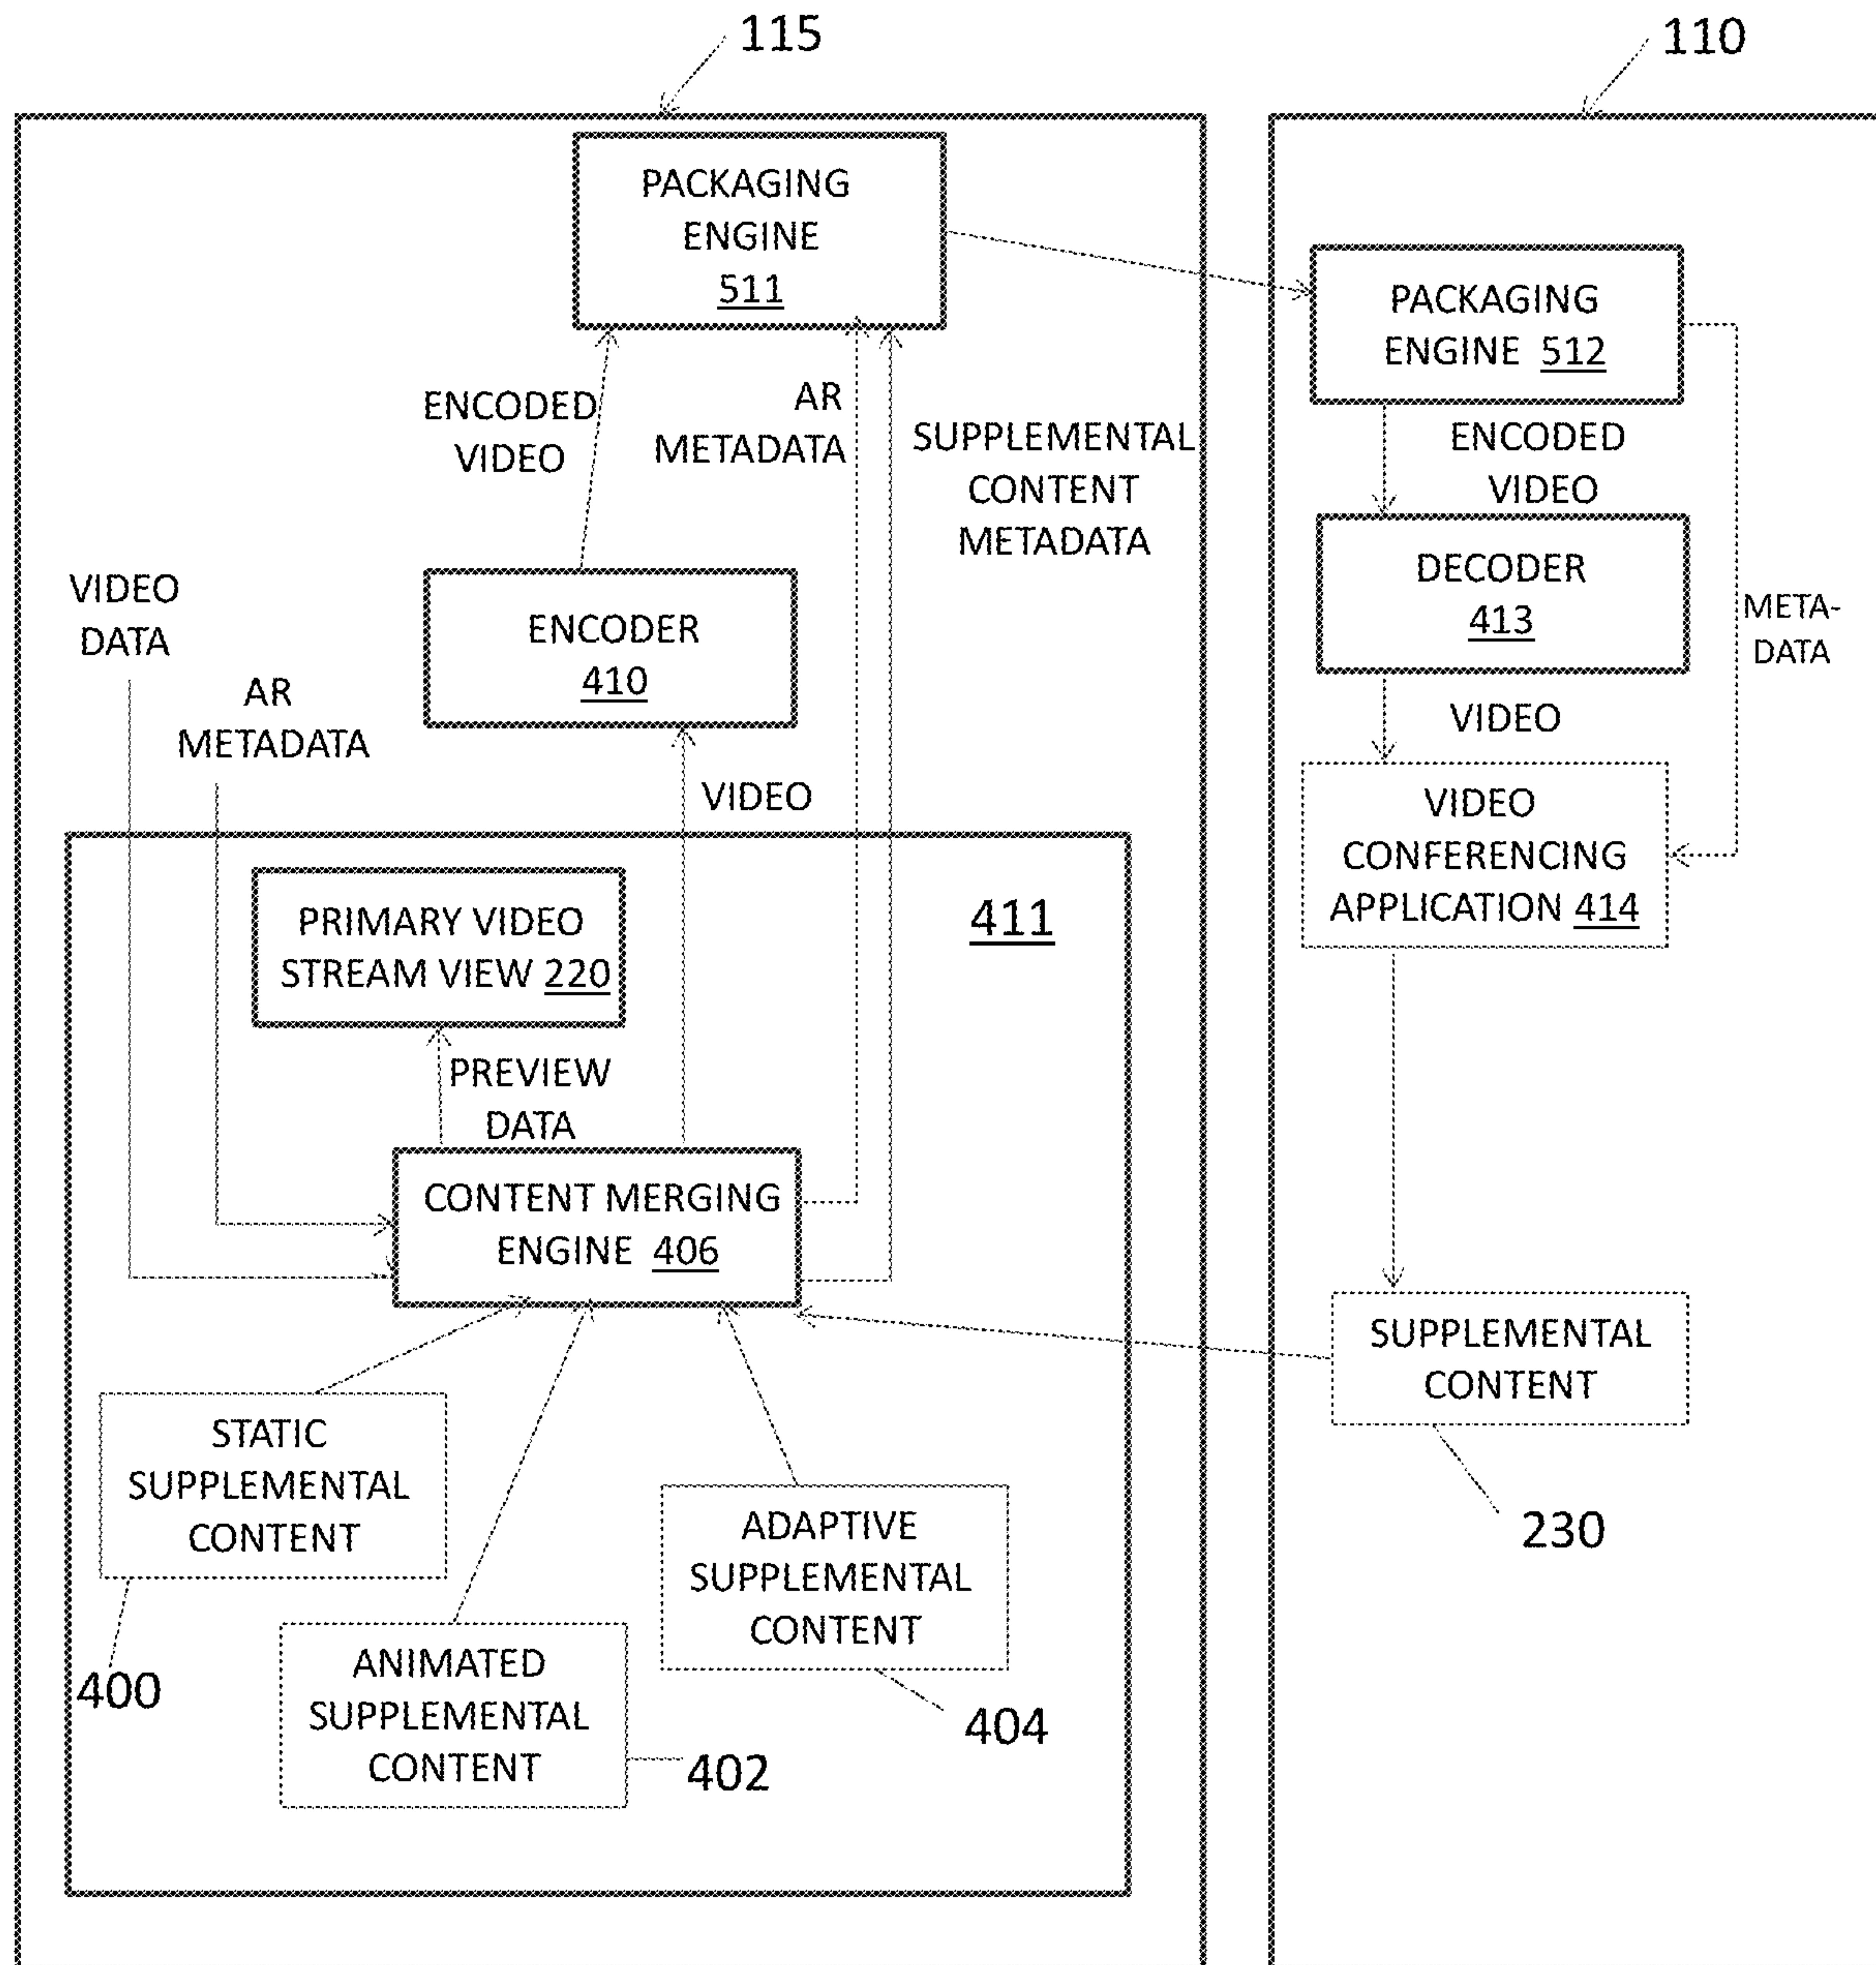 115
110
PACKAGING
ENGINE
511
PACKAGING
ENGINE 512
ENCODED
VIDEO
AR
METADATA
SUPPLEMENTAL
CONTENT
METADATA
ENCODED
VIDEO
DECODER
413
META-
DATA
VIDEO
DATA
ENCODER
410
AR
METADATA
VIDEO
VIDEO
VIDEO
CONFERENCING
APPLICATION 414
PRIMARY VIDEO
STREAM VIEW 220
411
PREVIEW
DATA
CONTENT MERGING
ENGINE 406
SUPPLEMENTAL
CONTENT
230
STATIC
SUPPLEMENTAL
CONTENT
400
ADAPTIVE
SUPPLEMENTAL
CONTENT
404
ANIMATED
SUPPLEMENTAL
CONTENT
402